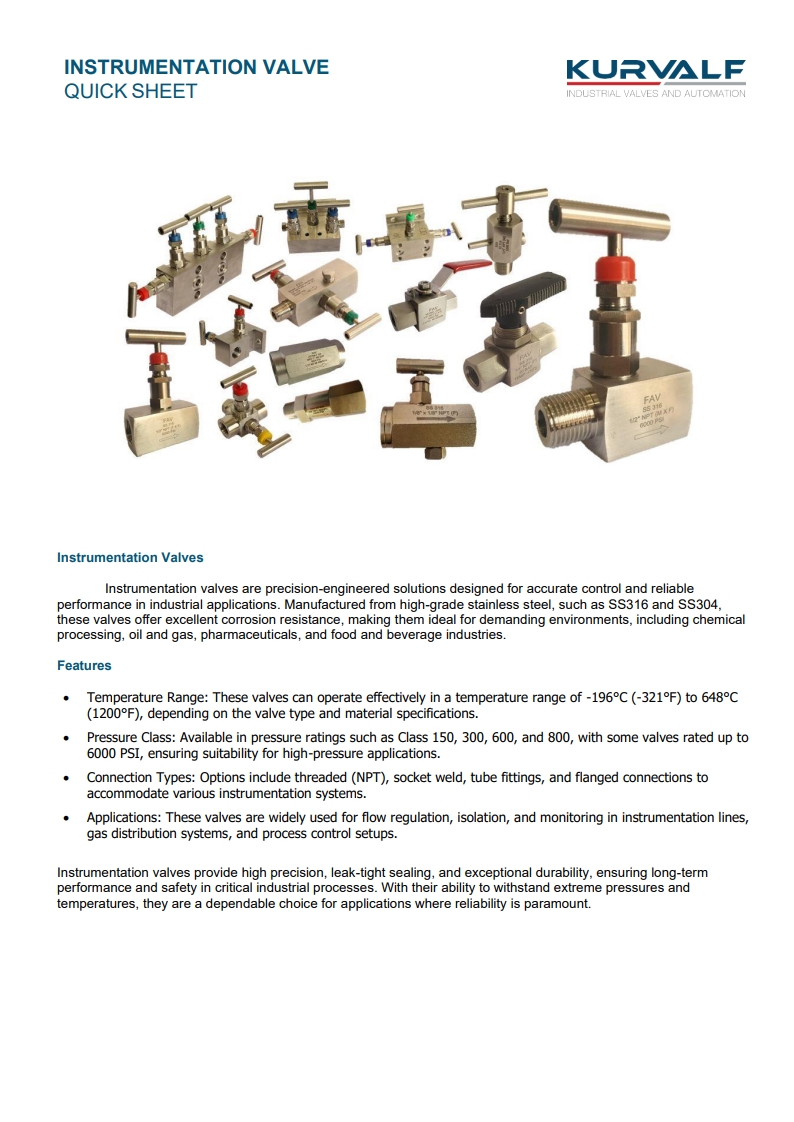 INSTRUMENTATION VALVE
QUICK SHEET
KURVALF
INDUSTRIAL VALVES AND AUTOMATION
FAV
SS 316
1/2" NPT (M X F)
6000 PSI
FAV
SS 316
Instrumentation Valves
Instrumentation valves are precision-engineered solutions designed for accurate control and reliable
performance in industrial applications. Manufactured from high-grade stainless steel, such as SS316 and SS304,
these valves offer excellent corrosion resistance, making them ideal for demanding environments, including chemical
processing, oil and gas, pharmaceuticals, and food and beverage industries.
Features
• Temperature Range: These valves can operate effectively in a temperature range of -196°C (-321°F) to 648°C
(1200°F), depending on the valve type and material specifications.
• Pressure Class: Available in pressure ratings such as Class 150, 300, 600, and 800, with some valves rated up to
6000 PSI, ensuring suitability for high-pressure applications.
• Connection Types: Options include threaded (NPT), socket weld, tube fittings, and flanged connections to
accommodate various instrumentation systems.
• Applications: These valves are widely used for flow regulation, isolation, and monitoring in instrumentation lines,
gas distribution systems, and process control setups.
Instrumentation valves provide high precision, leak-tight sealing, and exceptional durability, ensuring long-term
performance and safety in critical industrial processes. With their ability to withstand extreme pressures and
temperatures, they are a dependable choice for applications where reliability is paramount.